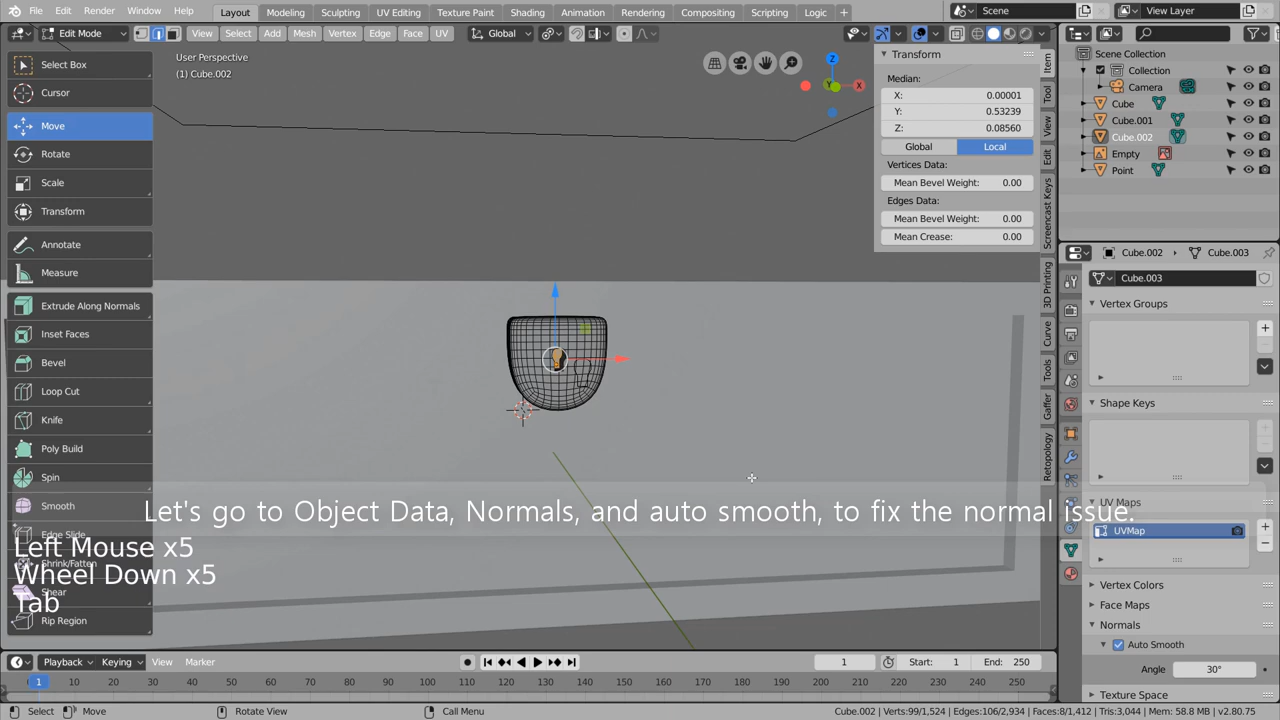 File Edit Render Window Help Layout Modeling Sculpting UV Editing Texture Paint Shading Animation Rendering Compositing Scripting Logic + Scene View Layer
Edit Mode View Select Add Mesh Vertex Edge Face UV Global
User Perspective
(1) Cube.002
Select Box
Cursor
Move
Rotate
Scale
Transform
Annotate
Measure
Extrude Along Normals
Inset Faces
Bevel
Loop Cut
Knife
Poly Build
Spin
Smooth
Edge Slide
Shrink/Fatten
Shear
Rip Region
Z
Y
X
Transform
Median:
X: 0.00001
Y: 0.53239
Z: 0.08560
Global Local
Vertices Data:
Mean Bevel Weight: 0.00
Edges Data:
Mean Bevel Weight: 0.00
Mean Crease: 0.00
Item
Tool
View
Edit
Screencast Keys
3D Printing
Curve
Tools
Gaffer
Retopology
Scene Collection
Collection
Camera
Cube
Cube.001
Cube.002
Empty
Point
Cube.002 Cube.003
Cube.003
Vertex Groups
Shape Keys
UV Maps
UVMap
Vertex Colors
Face Maps
Normals
Auto Smooth
Angle 30°
Texture Space
Let's go to Object Data, Normals, and auto smooth, to fix the normal issue.
Left Mouse x5
Wheel Down x5
Tab
Playback Keying View Marker 1 Start: 1 End: 250
1 10 20 30 40 50 60 70 80 90 100 110 120 130 140 150 160 170 180 190 200 210 220 230 240 250
Select Move Rotate View Call Menu Cube.002 | Verts:99/1,524 | Edges:106/2,934 | Faces:8/1,412 | Tris:3,044 | Mem: 58.8 MB | v2.80.75